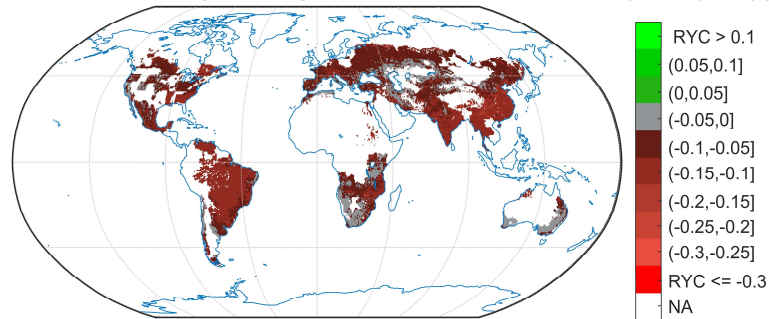 RYC > 0.1
(0.05,0.1]
(0,0.05]
(-0.05,0]
(-0.1,-0.05]
(-0.15,-0.1]
(-0.2,-0.15]
(-0.25,-0.2]
(-0.3,-0.25]
RYC <= -0.3
NA